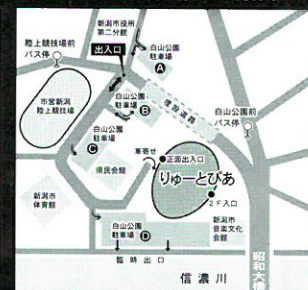 新潟市役所
第二分館
陸上競技場前
バス停
出入口
白山公園
駐車場
A
市営新潟
陸上競技場
白山公園
駐車場
B
埋設道路
白山公園前
バス停
白山公園
駐車場
C
車寄せ
正面出入口
県民会館
りゅーとぴあ
2F入口
新潟市
体育館
白山公園
駐車場
D
新潟市
音楽文化
会館
臨時出口
信濃川
昭和大橋